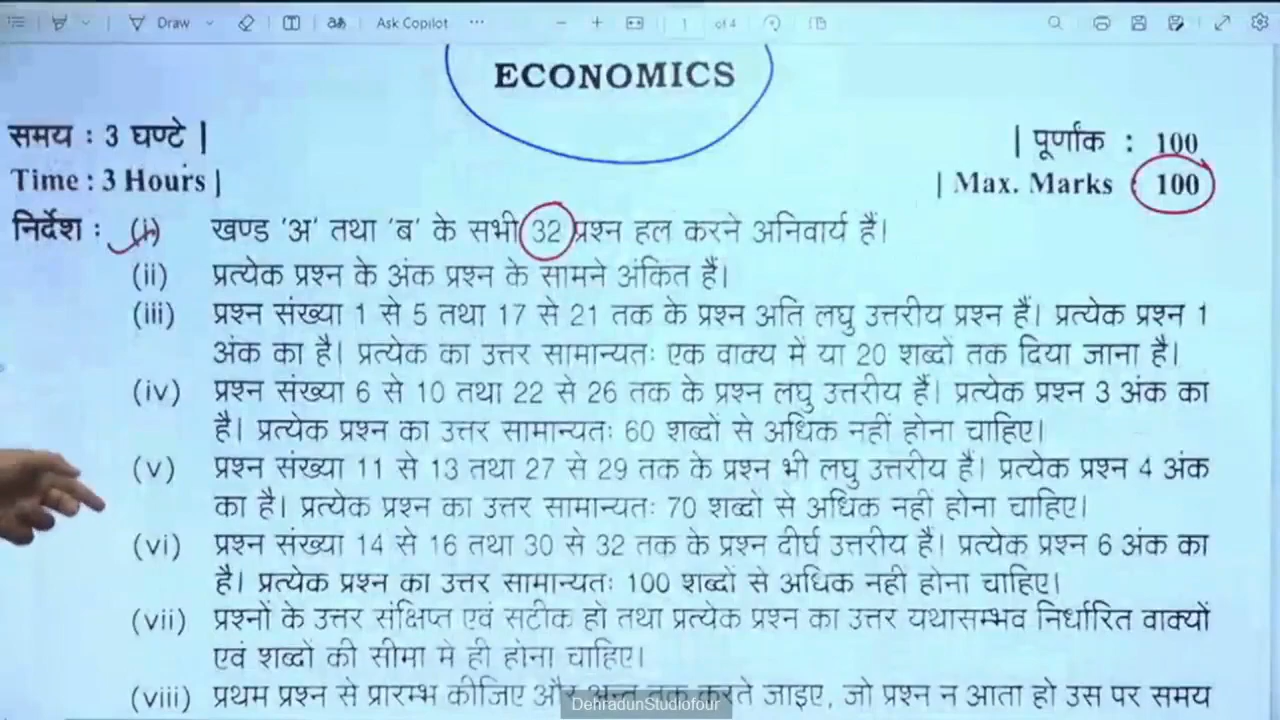 Draw
Ask Copilot
1 of 4
ECONOMICS
समय : 3 घण्टे |
| पूर्णांक : 100
Time : 3 Hours |
| Max. Marks : 100
निर्देश : (i) खण्ड 'अ' तथा 'ब' के सभी 32 प्रश्न हल करने अनिवार्य हैं।
(ii) प्रत्येक प्रश्न के अंक प्रश्न के सामने अंकित हैं।
(iii) प्रश्न संख्या 1 से 5 तथा 17 से 21 तक के प्रश्न अति लघु उत्तरीय प्रश्न हैं। प्रत्येक प्रश्न 1
अंक का है। प्रत्येक का उत्तर सामान्यतः एक वाक्य में या 20 शब्दों तक दिया जाना है।
(iv) प्रश्न संख्या 6 से 10 तथा 22 से 26 तक के प्रश्न लघु उत्तरीय हैं। प्रत्येक प्रश्न 3 अंक का
है। प्रत्येक प्रश्न का उत्तर सामान्यतः 60 शब्दों से अधिक नहीं होना चाहिए।
(v) प्रश्न संख्या 11 से 13 तथा 27 से 29 तक के प्रश्न भी लघु उत्तरीय हैं। प्रत्येक प्रश्न 4 अंक
का है। प्रत्येक प्रश्न का उत्तर सामान्यतः 70 शब्दों से अधिक नहीं होना चाहिए।
(vi) प्रश्न संख्या 14 से 16 तथा 30 से 32 तक के प्रश्न दीर्घ उत्तरीय हैं। प्रत्येक प्रश्न 6 अंक का
है। प्रत्येक प्रश्न का उत्तर सामान्यतः 100 शब्दों से अधिक नहीं होना चाहिए।
(vii) प्रश्नों के उत्तर संक्षिप्त एवं सटीक हों तथा प्रत्येक प्रश्न का उत्तर यथासम्भव निर्धारित वाक्यों
एवं शब्दों की सीमा में ही होना चाहिए।
(viii) प्रथम प्रश्न से प्रारम्भ कीजिए और अन्त तक करते जाइए, जो प्रश्न न आता हो उस पर समय
DehradunStudiofour